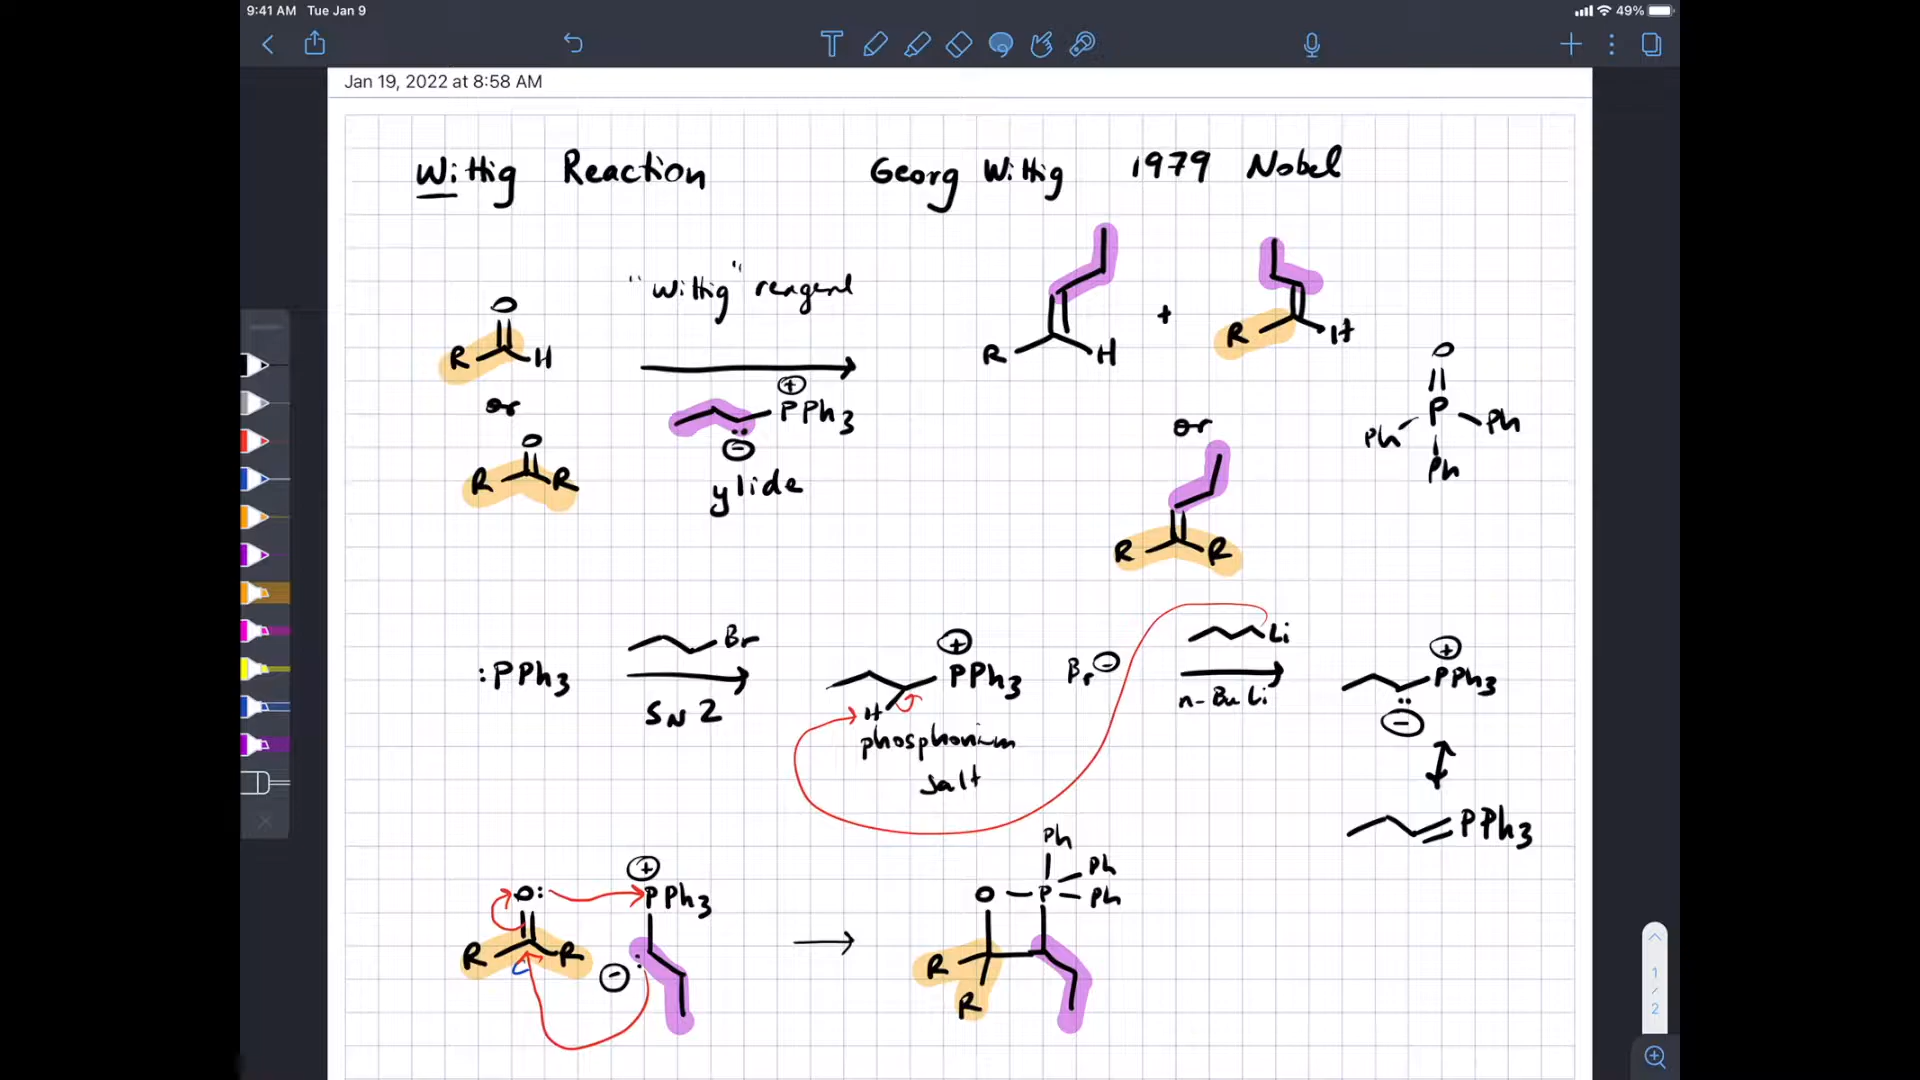 9:41 AM Tue Jan 9
49%
Jan 19, 2022 at 8:58 AM
Wittig Reaction Georg Wittig 1979 Nobel
"Wittig" reagent
O
R H
or
O
R R
⊕
PPh3
⊖
ylide
R H
+
R H
or
R R
O
P
Ph Ph
Ph
:PPh3
Br
SN2
⊕
PPh3
H
Br⊖
phosphonium
salt
Li
n-BuLi
⊕
PPh3
⊖
PPh3
⊕
O: PPh3
R R
C
⊖
Ph
Ph
O P Ph
R
R
1
/
2